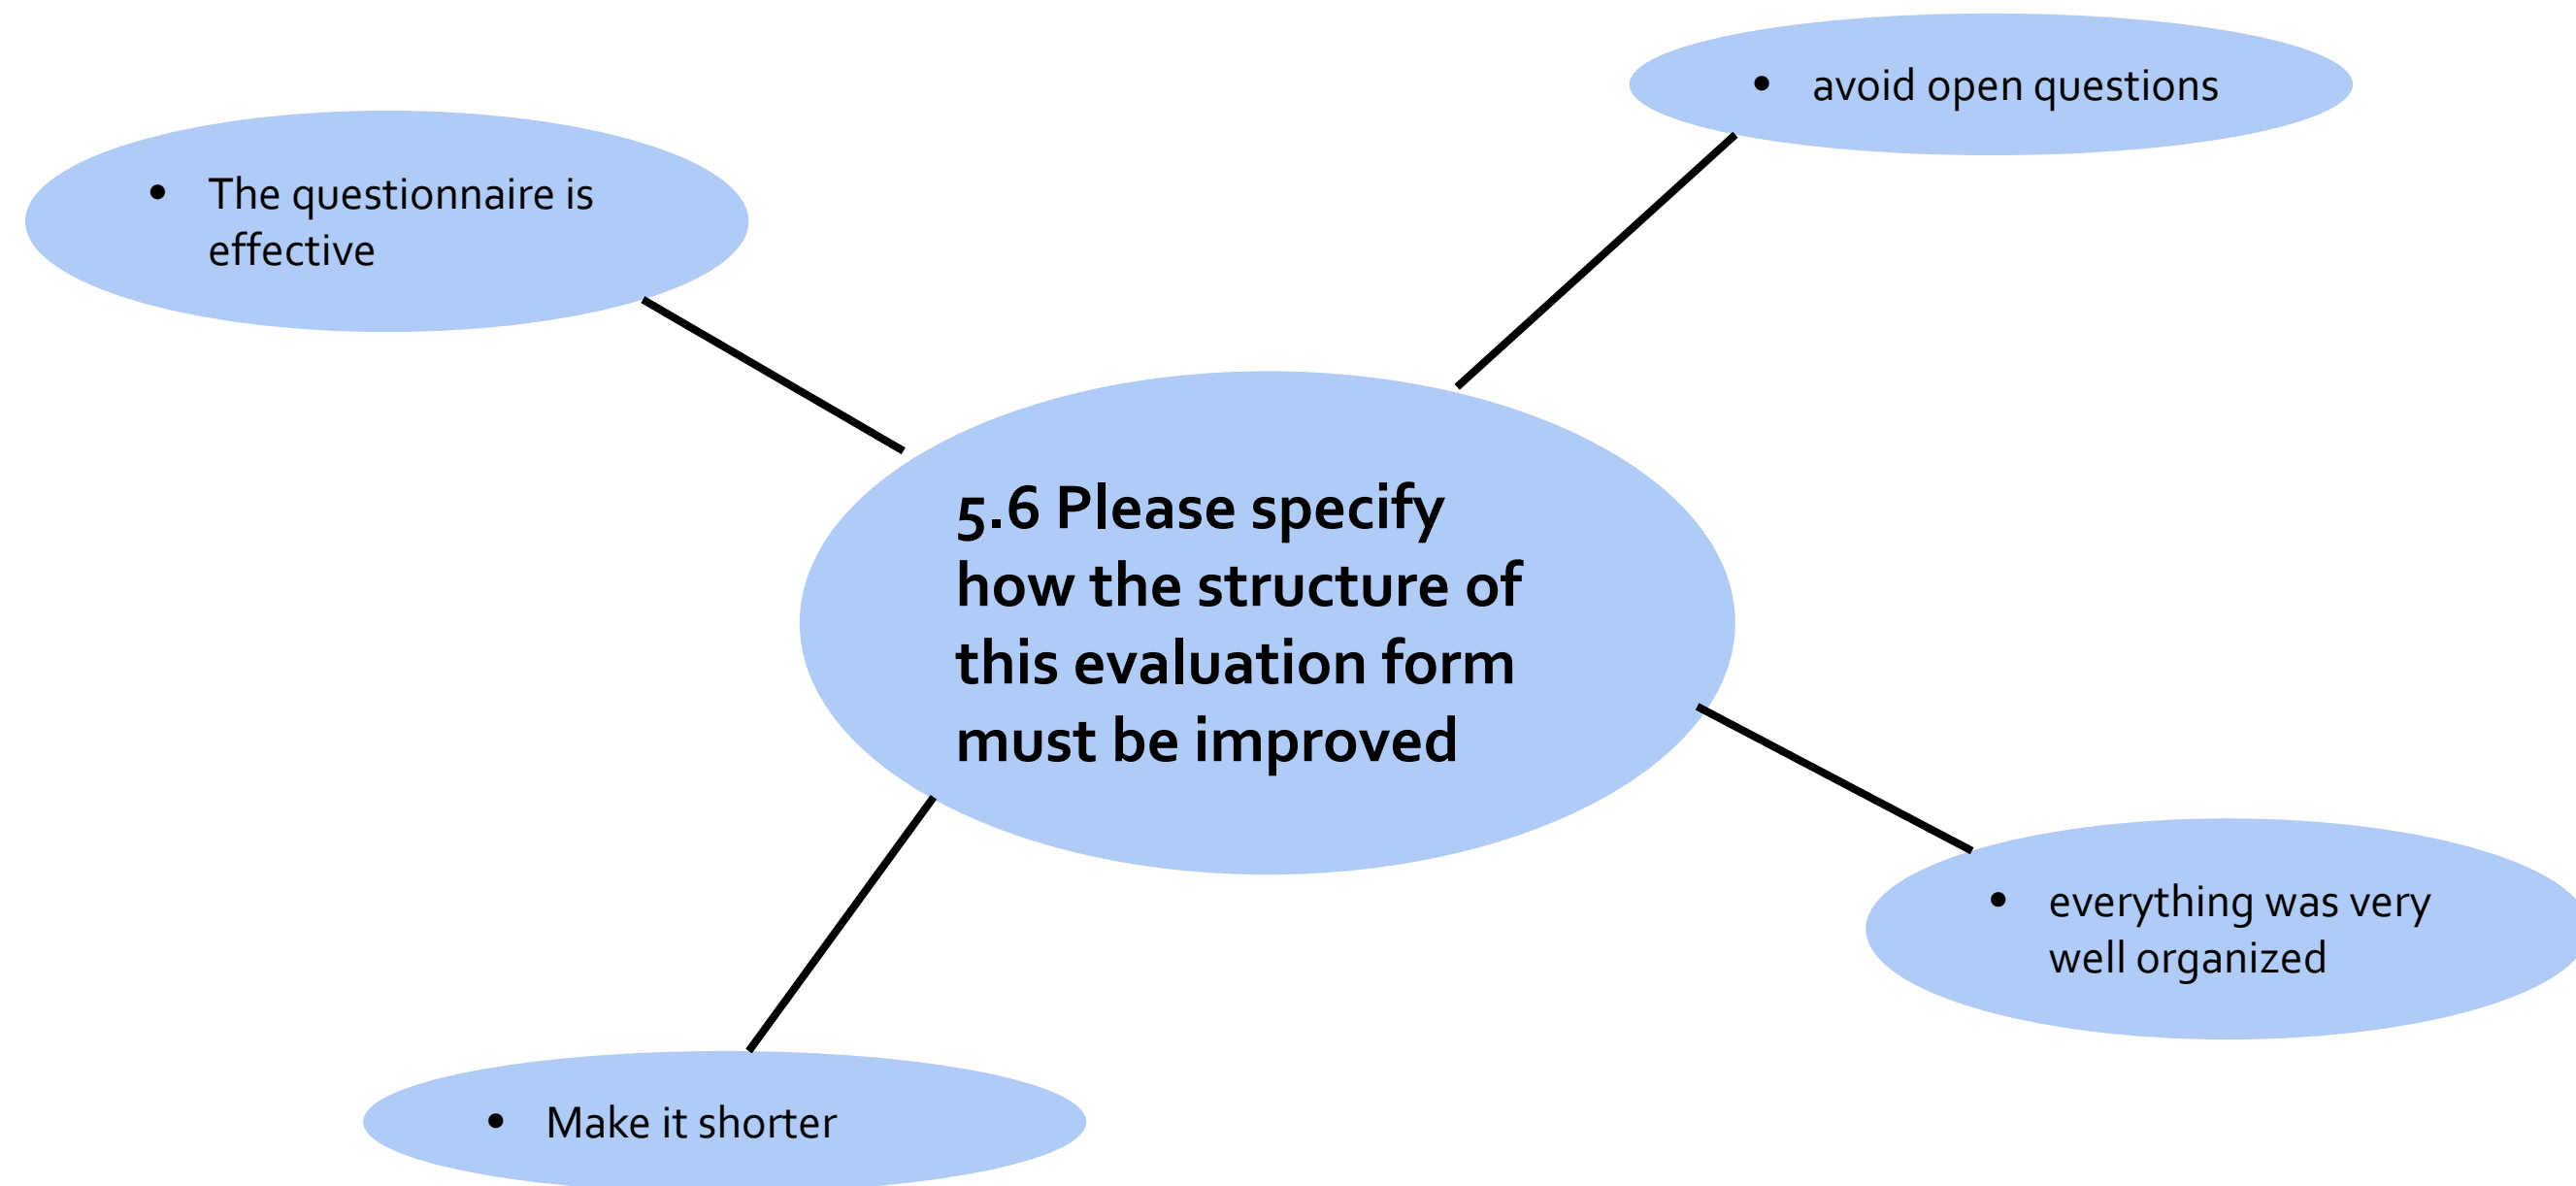 • avoid open questions
• The questionnaire is
effective
5.6 Please specify
how the structure of
this evaluation form
must be improved
• everything was very
well organized
• Make it shorter